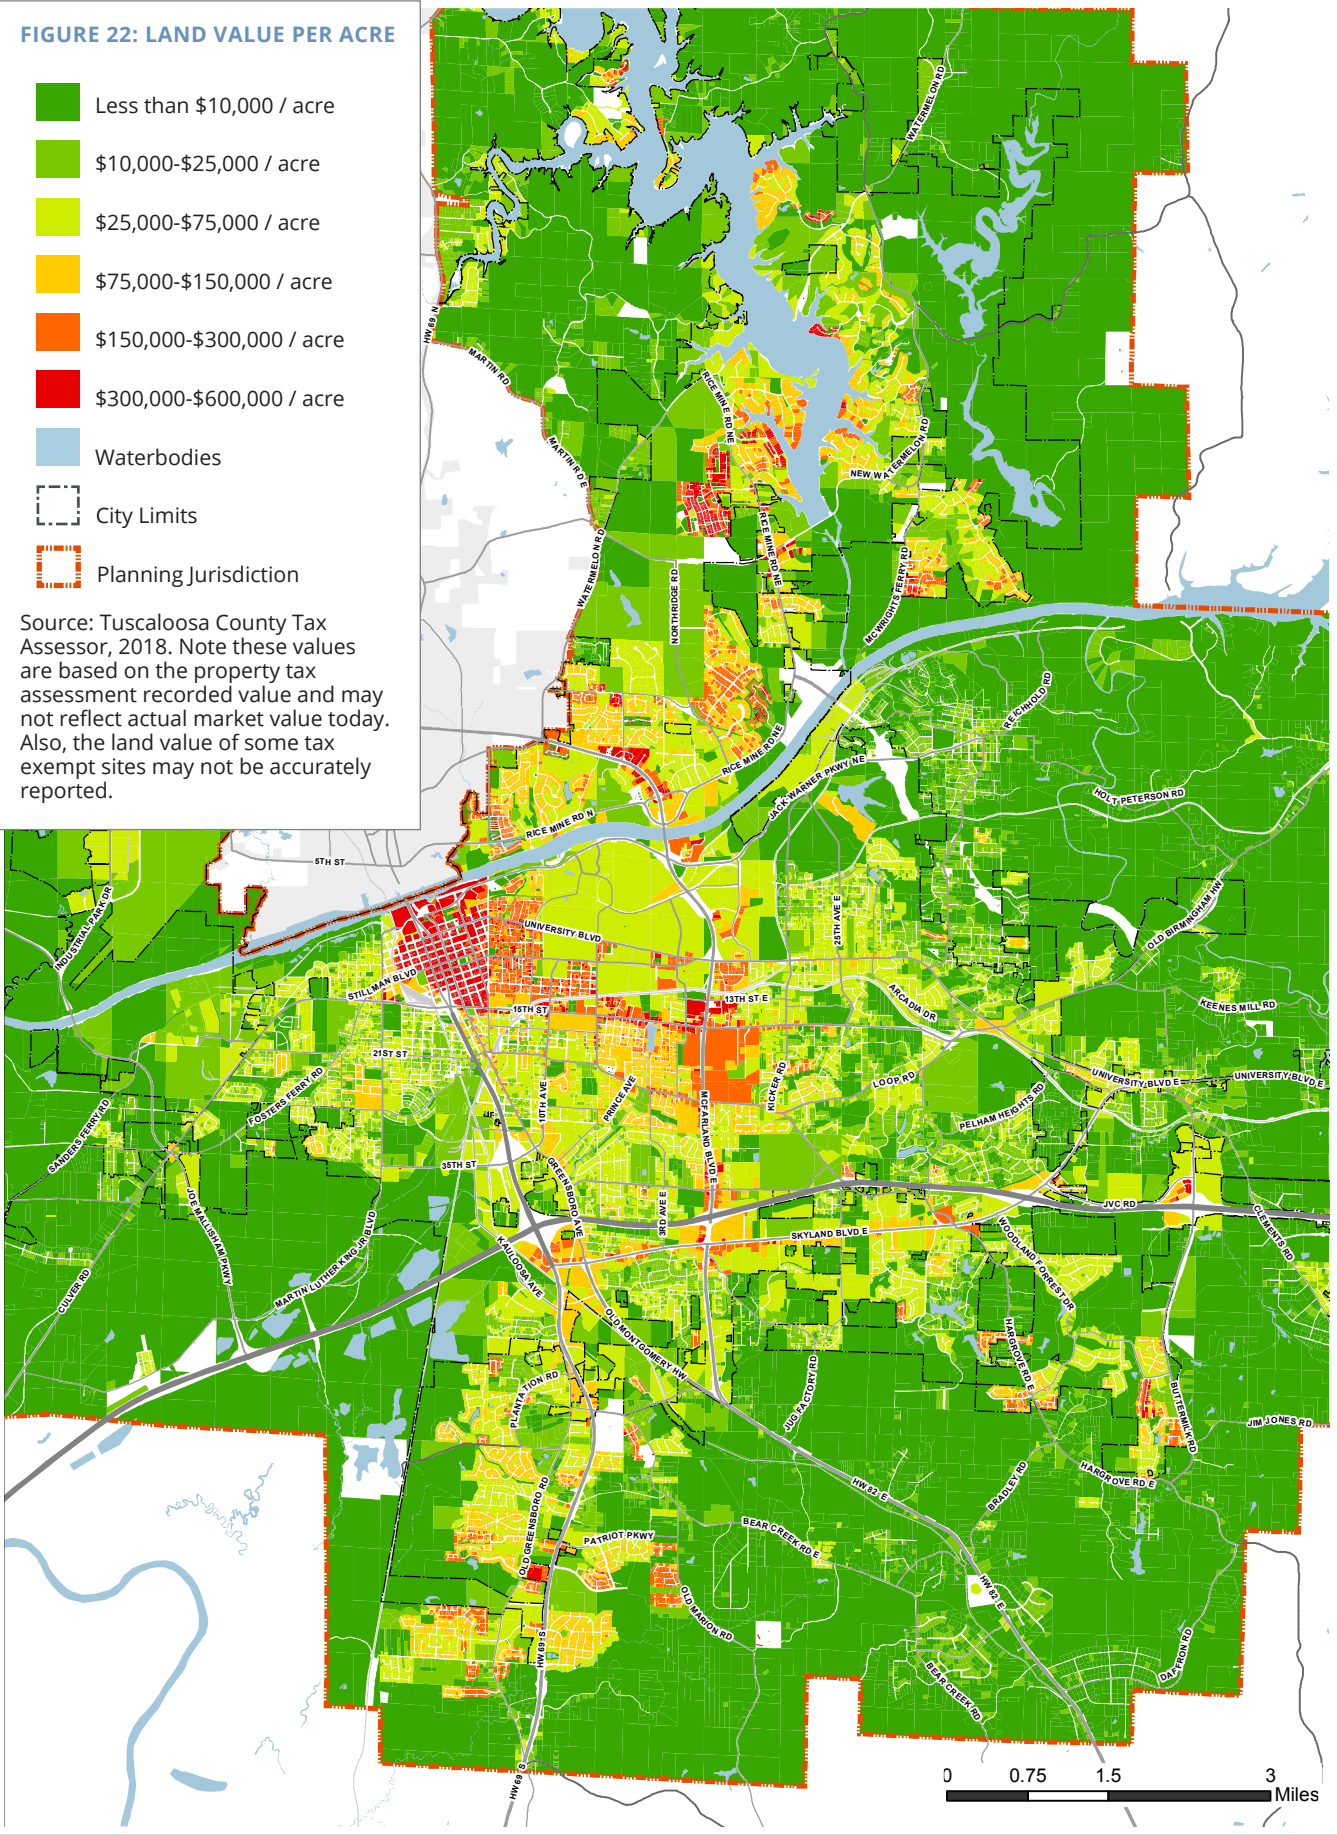 FIGURE 22: LAND VALUE PER ACRE
Less than $10,000 / acre
$10,000-$25,000 / acre
$25,000-$75,000 / acre
$75,000-$150,000 / acre
$150,000-$300,000 / acre
$300,000-$600,000 / acre
Waterbodies
City Limits
Planning Jurisdiction
Source: Tuscaloosa County Tax
Assessor, 2018. Note these values
are based on the property tax
assessment recorded value and may
not reflect actual market value today.
Also, the land value of some tax
exempt sites may not be accurately
reported.
WATERMELON RD
HW 69 N
MARTIN RD
MARTIN RD E
RICE MINE RD NE
NEW WATERMELON RD
RICE MINE RD NE
WATERMELON RD
NORTHRIDGE RD
MCWRIGHTS FERRY RD
REICHHOLD RD
RICE MINE RD NE
JACK WARNER PKWY NE
HOLT PETERSON RD
RICE MINE RD N
5TH ST
INDUSTRIAL PARK DR
UNIVERSITY BLVD
25TH AVE E
OLD BIRMINGHAM HW
STILLMAN BLVD
15TH ST
13TH ST E
ARCADIA DR
KEENES MILL RD
21ST ST
FOSTERS FERRY RD
SANDERS FERRY RD
10TH AVE
PRINCE AVE
MCFARLAND BLVD E
KICKER RD
LOOP RD
PELHAM HEIGHTS RD
UNIVERSITY BLVD E
UNIVERSITY BLVD E
35TH ST
GREENSBORO AVE
3RD AVE E
JVC RD
SKYLAND BLVD E
WOODLAND FORREST DR
CLEMENTS RD
JOE MALLISHAM PKWY
MARTIN LUTHER KING JR BLVD
CULVER RD
KAULOOSA AVE
OLD MONTGOMERY HW
HARGROVE RD E
JUG FACTORY RD
PLANTATION RD
BUTTERMILK RD
JIM JONES RD
HARGROVE RD E
BRADLEY RD
HW 82 E
OLD GREENSBORO RD
PATRIOT PKWY
BEAR CREEK RD E
HW 82 E
OLD MARION RD
HW 69 S
BEAR CREEK RD
DAFFRON RD
HW 69 S
0 0.75 1.5 3
Miles